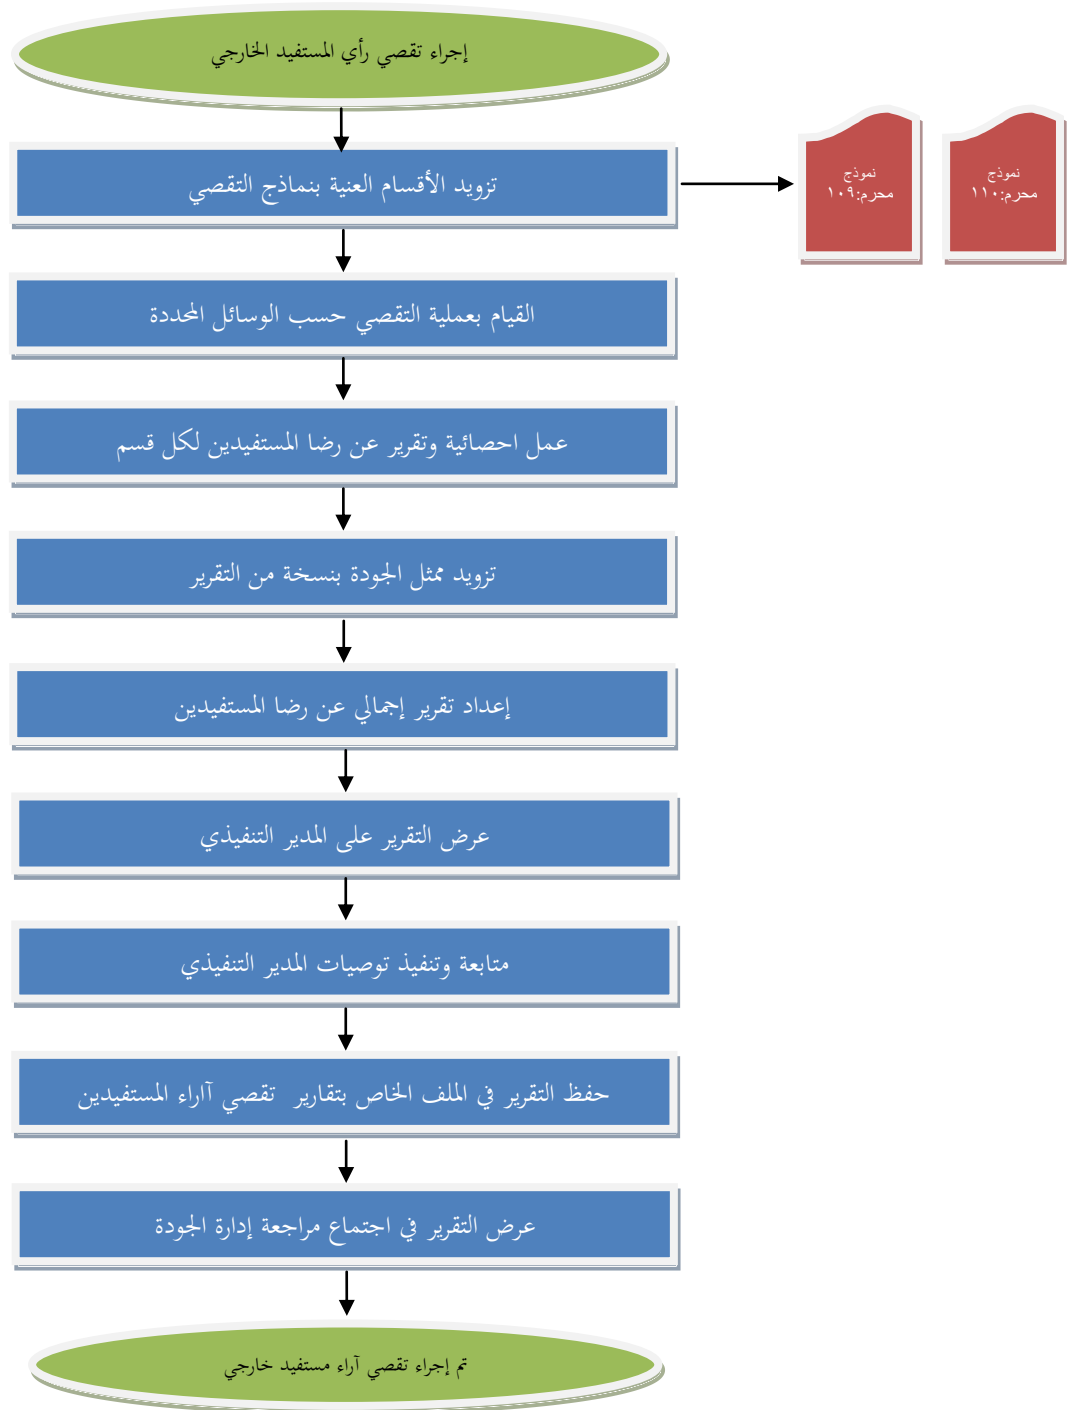 إجراء تقصي رأي المستفيد الخارجي
تزويد الأقسام العنية بنماذج التقصي
نموذج
محرم:١٠٩
نموذج
محرم:١١٠
القيام بعملية التقصي حسب الوسائل المحددة
عمل احصائية وتقرير عن رضا المستفيدين لكل قسم
تزويد ممثل الجودة بنسخة من التقرير
إعداد تقرير إجمالي عن رضا المستفيدين
عرض التقرير على المدير التنفيذي
متابعة وتنفيذ توصيات المدير التنفيذي
حفظ التقرير في الملف الخاص بتقارير تقصي آاراء المستفيدين
عرض التقرير في اجتماع مراجعة إدارة الجودة
تم إجراء تقصي آراء مستفيد خارجي